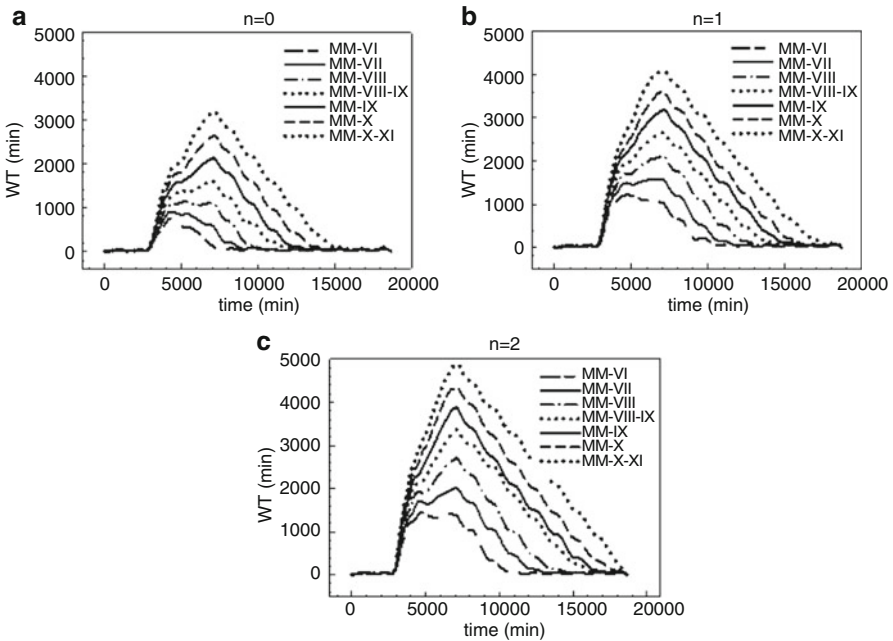 a
n=0
5000
4000
3000
2000
1000
0
WT (min)
MM-VI
MM-VII
MM-VIII
MM-VIII-IX
MM-IX
MM-X
MM-X-XI
0 5000 10000 15000 20000
time (min)
b
n=1
5000
4000
3000
2000
1000
0
WT (min)
MM-VI
MM-VII
MM-VIII
MM-VIII-IX
MM-IX
MM-X
MM-X-XI
0 5000 10000 15000 20000
time (min)
c
n=2
5000
4000
3000
2000
1000
0
WT (min)
MM-VI
MM-VII
MM-VIII
MM-VIII-IX
MM-IX
MM-X
MM-X-XI
0 5000 10000 15000 20000
time (min)